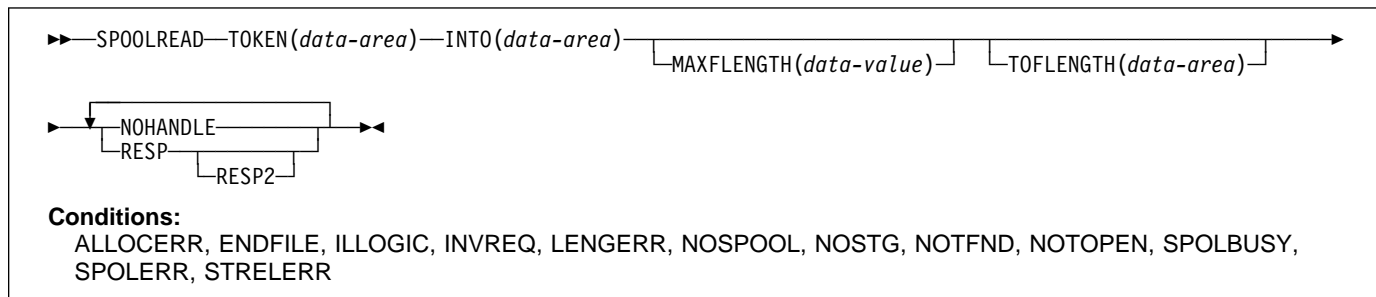 SPOOLREAD TOKEN(data-area) INTO(data-area)
MAXFLENGTH(data-value) TOFLENGTH(data-area)
NOHANDLE
RESP
RESP2
Conditions:
ALLOCERR, ENDFILE, ILLOGIC, INVREQ, LENGERR, NOSPOOL, NOSTG, NOTFND, NOTOPEN, SPOLBUSY,
SPOLERR, STRELERR